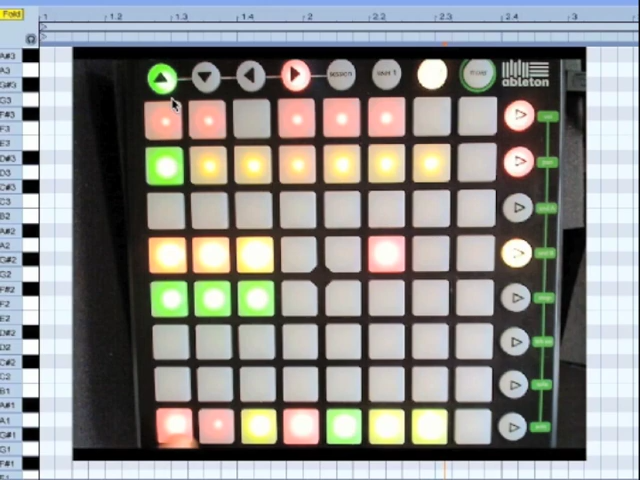 Fold
1
1.2
1.3
1.4
2
2.2
2.3
2.4
3
session
user 1
mixer
ableton
A#3
A3
G#3
G3
F#3
F3
E3
D#3
D3
C#3
C3
B2
A#2
A2
G#2
G2
F#2
F2
E2
D#2
D2
C#2
C2
B1
A#1
A1
G#1
G1
F#1